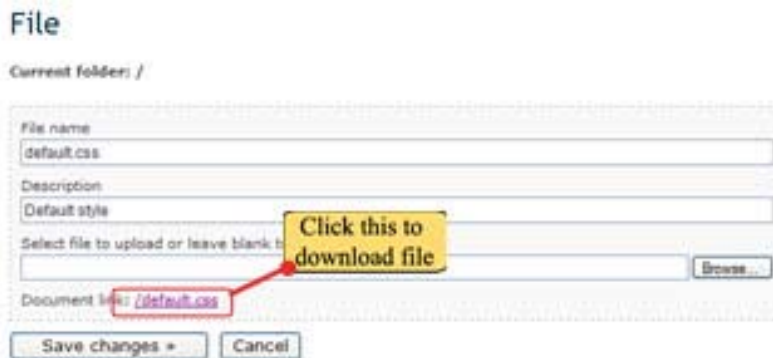 File
Current folder: /
File name
default.css
Description
Default style
Select file to upload or leave blank
Click this to
download file
Browse...
Document link: /default.css
Save changes »
Cancel